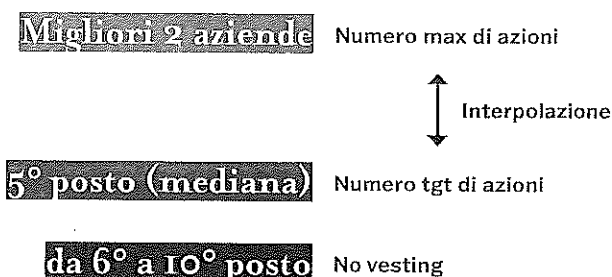 Migliori 2 aziende Numero max di azioni
Interpolazione
5° posto (mediana) Numero tgt di azioni
da 6° a 10° posto No vesting